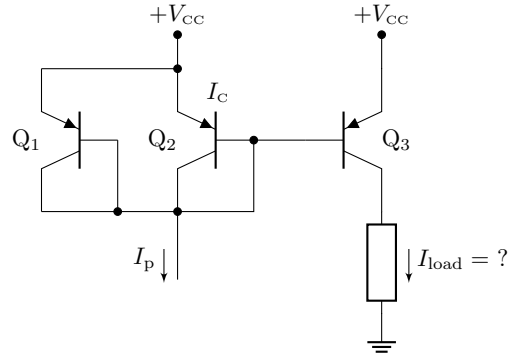 +V_CC
+V_CC
I_C
Q_1
Q_2
Q_3
I_p
I_load = ?